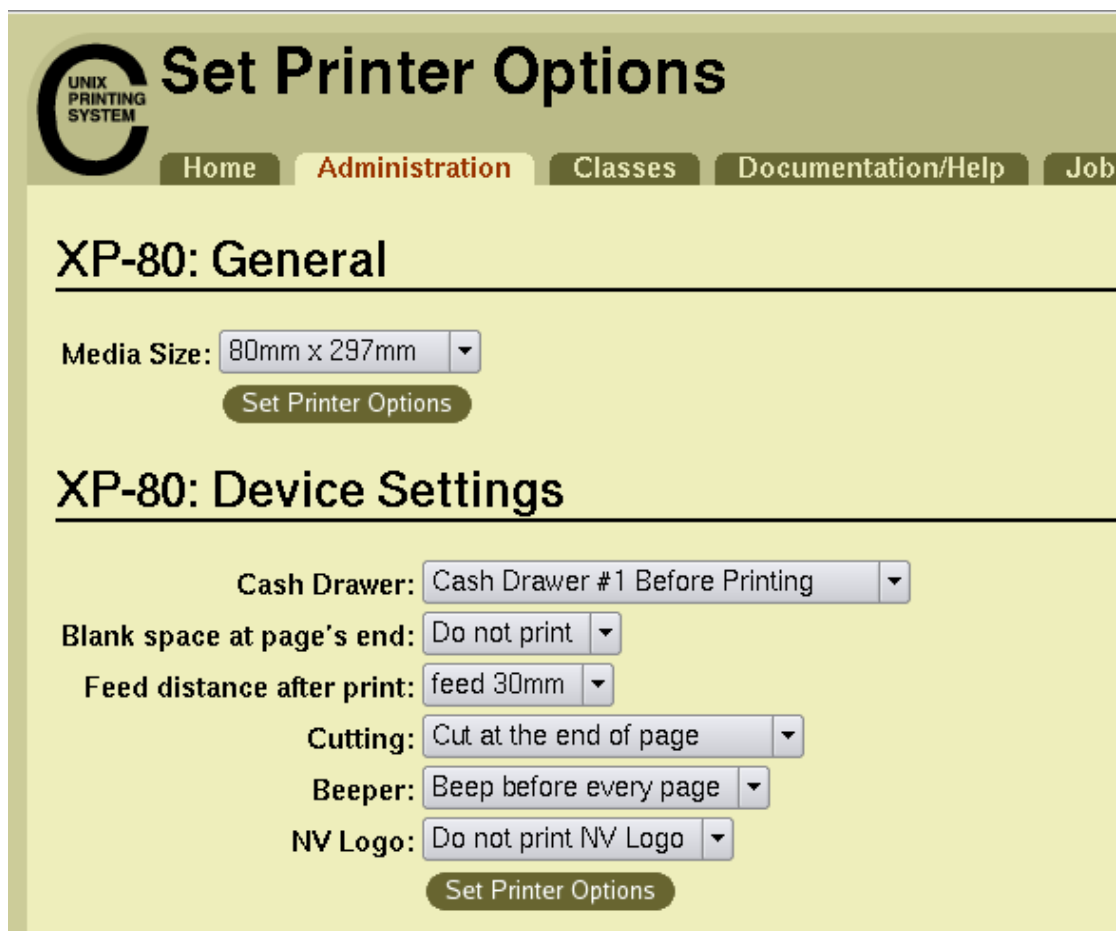 UNIX
PRINTING
SYSTEM
Set Printer Options
Home Administration Classes Documentation/Help Job
XP-80: General
Media Size: 80mm x 297mm
Set Printer Options
XP-80: Device Settings
Cash Drawer: Cash Drawer #1 Before Printing
Blank space at page's end: Do not print
Feed distance after print: feed 30mm
Cutting: Cut at the end of page
Beeper: Beep before every page
NV Logo: Do not print NV Logo
Set Printer Options